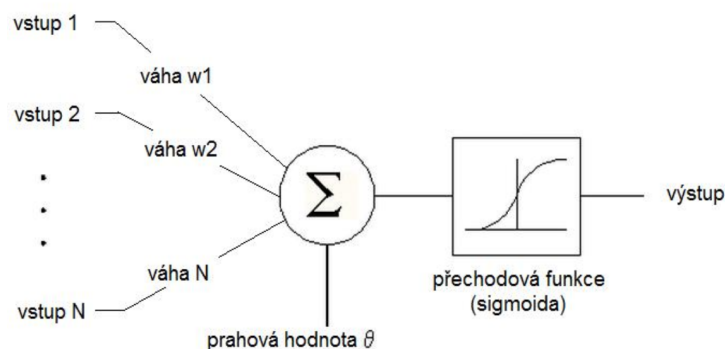 vstup 1
váha w1
vstup 2
váha w2
Σ
výstup
váha N
přechodová funkce
(sigmoida)
vstup N
prahová hodnota θ